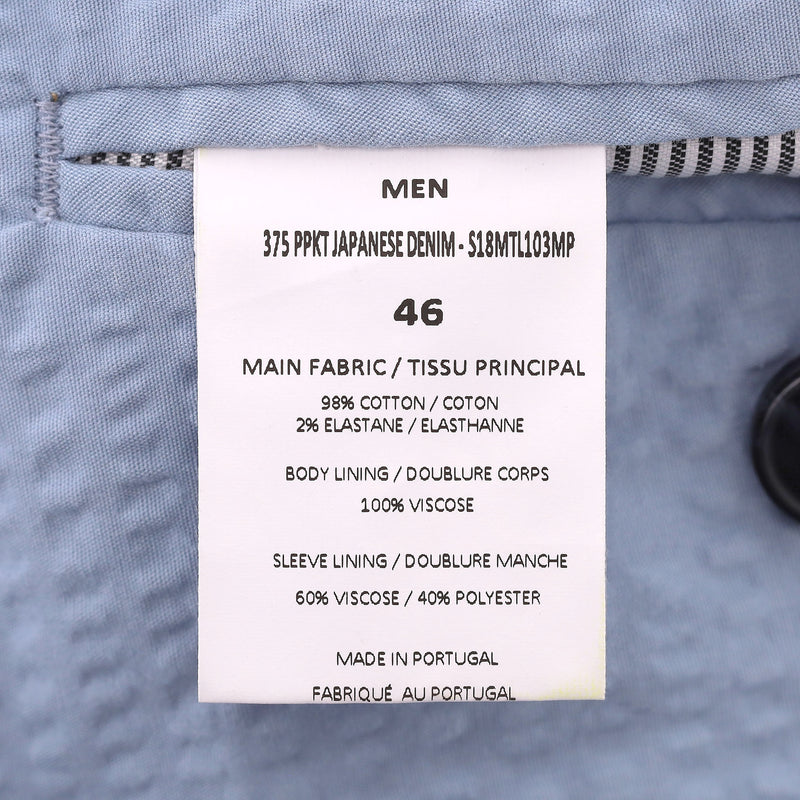 MEN
375 PPKT JAPANESE DENIM - S18MTL103MP
46
MAIN FABRIC / TISSU PRINCIPAL
98% COTTON / COTON
2% ELASTANE / ELASTHANNE
BODY LINING / DOUBLURE CORPS
100% VISCOSE
SLEEVE LINING / DOUBLURE MANCHE
60% VISCOSE / 40% POLYESTER
MADE IN PORTUGAL
FABRIQUÉ AU PORTUGAL